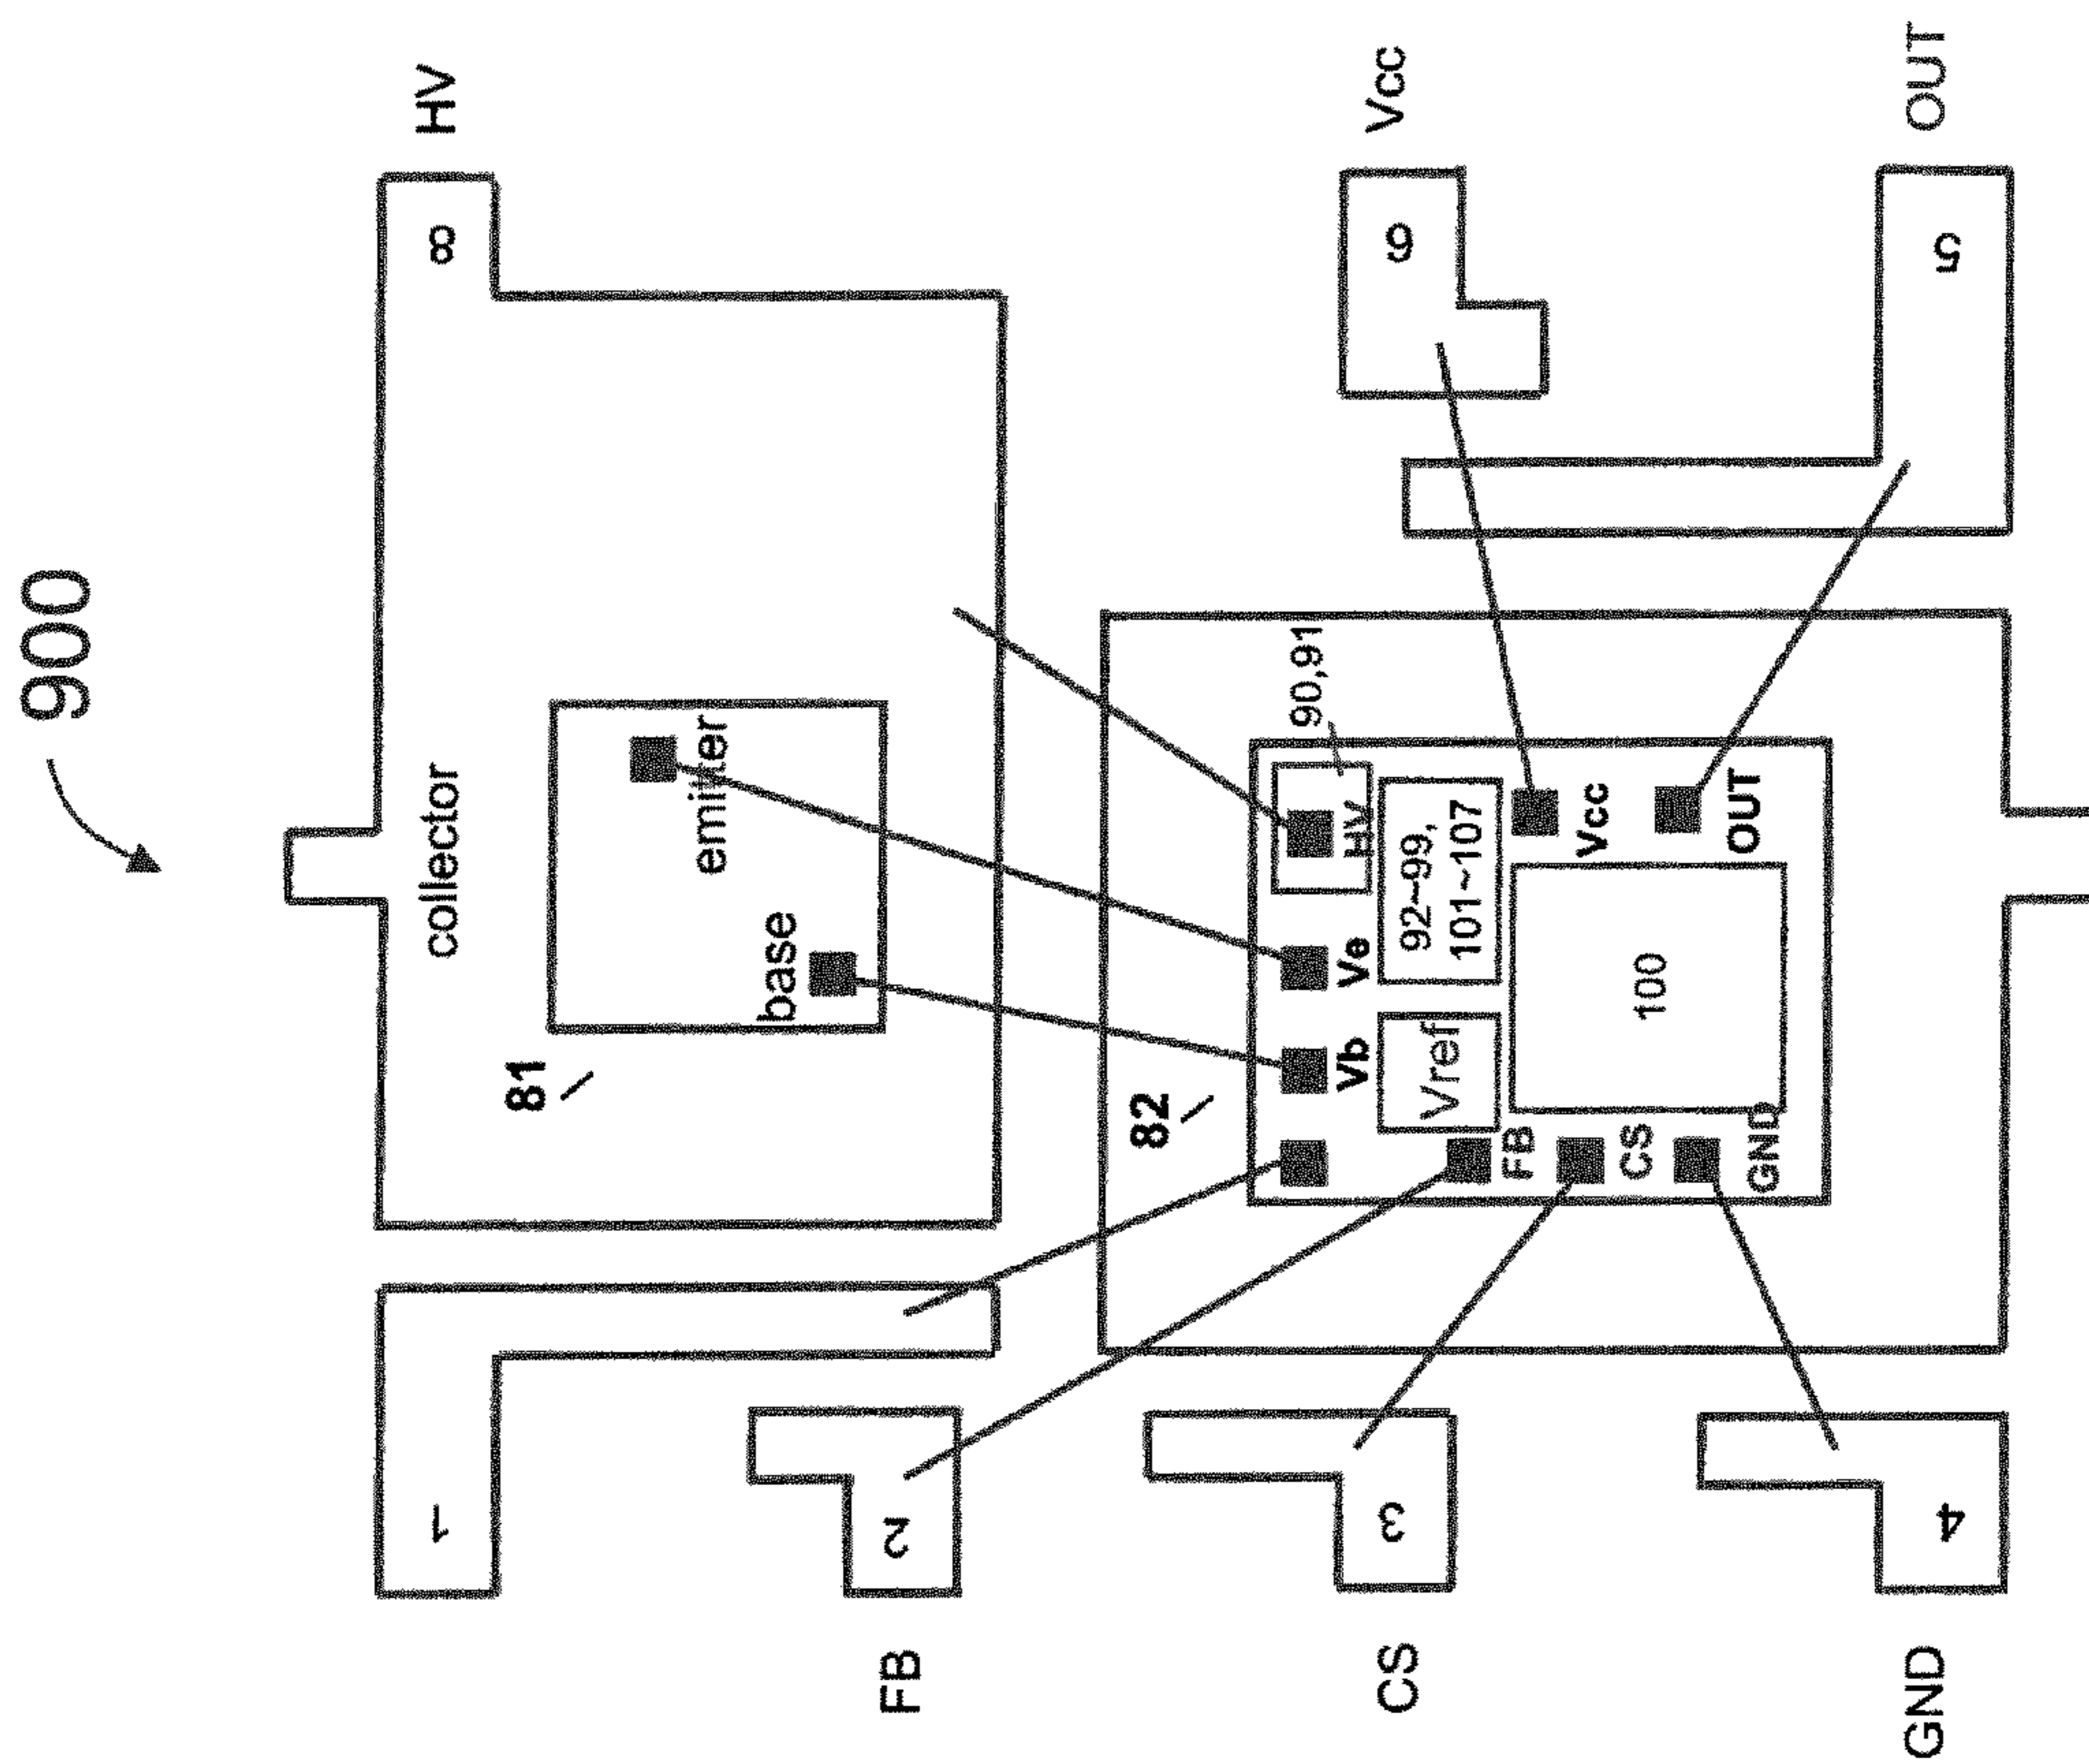 900
HV
8
collector
emitter
base
81
1
FB
2
Vcc
6
90,91
82
HV
Ve
Vb
92~99,
101~107
Vref
FB
CS
GND
Vcc
OUT
100
CS
3
OUT
5
GND
4